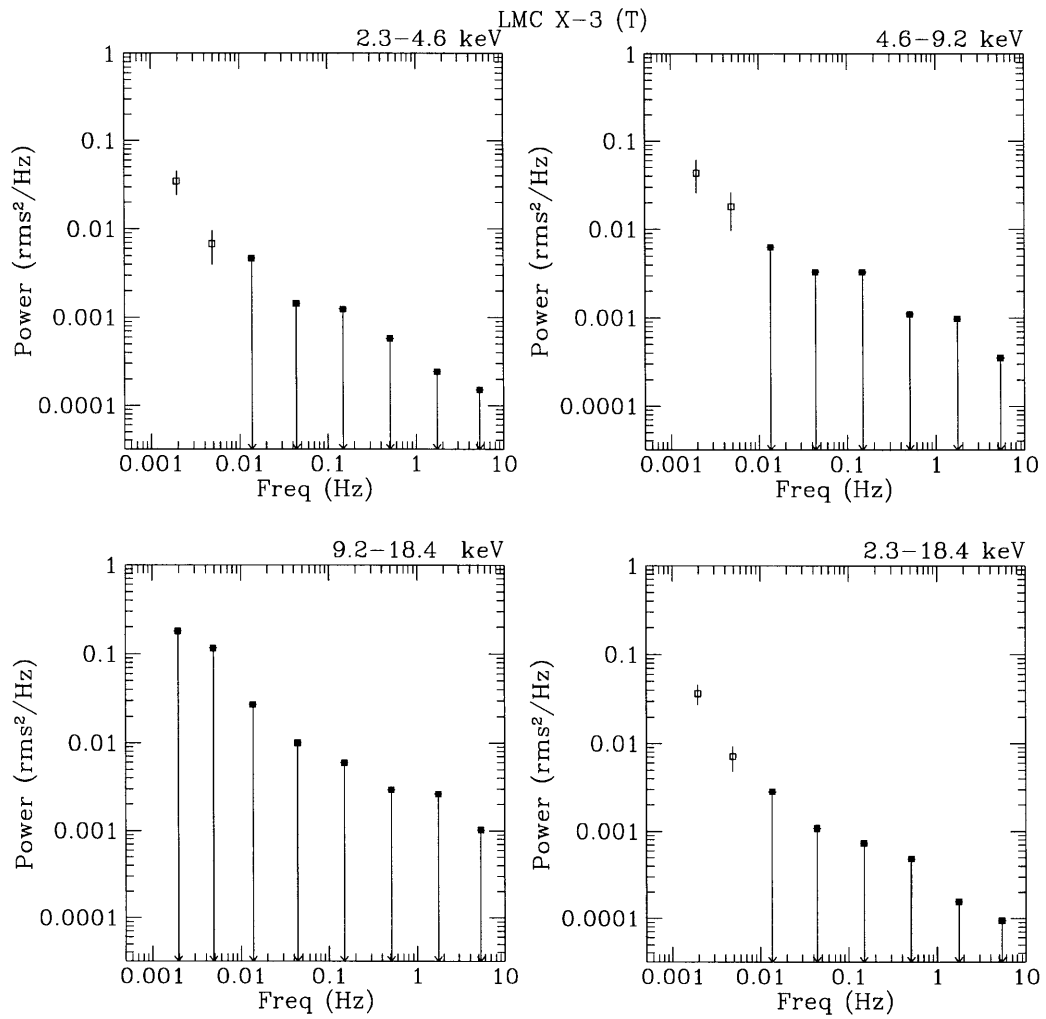 LMC X-3 (T)
2.3-4.6 keV
1
0.1
0.01
0.001
0.0001
Power (rms²/Hz)
0.001 0.01 0.1 1 10
Freq (Hz)
4.6-9.2 keV
1
0.1
0.01
0.001
0.0001
Power (rms²/Hz)
0.001 0.01 0.1 1 10
Freq (Hz)
9.2-18.4 keV
1
0.1
0.01
0.001
0.0001
Power (rms²/Hz)
0.001 0.01 0.1 1 10
Freq (Hz)
2.3-18.4 keV
1
0.1
0.01
0.001
0.0001
Power (rms²/Hz)
0.001 0.01 0.1 1 10
Freq (Hz)